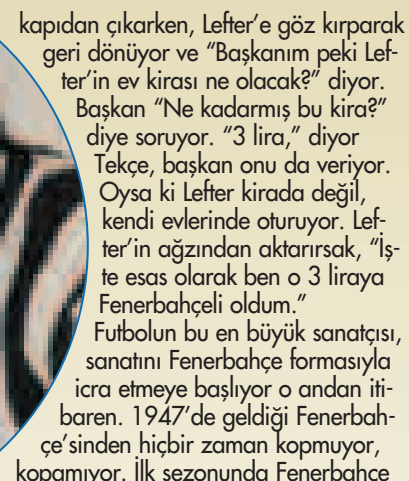 kapıdan çıkarken, Lefter’e göz kırparak
geri dönüyor ve “Başkanım peki Lef-
ter’in ev kirası ne olacak?” diyor.
Başkan “Ne kadarmış bu kira?”
diye soruyor. “3 lira,” diyor
Tekçe, başkan onu da veriyor.
Oysa ki Lefter kirada değil,
kendi evlerinde oturuyor. Lef-
ter’in ağzından aktarırsak, “İş-
te esas olarak ben o 3 liraya
Fenerbahçeli oldum.”
Futbolun bu en büyük sanatçısı,
sanatını Fenerbahçe formasıyla
icra etmeye başlıyor o andan iti-
baren. 1947’de geldiği Fenerbah-
çe’sinden hiçbir zaman kopmuyor,
kopamıyor. İlk sezonunda Fenerbahçe